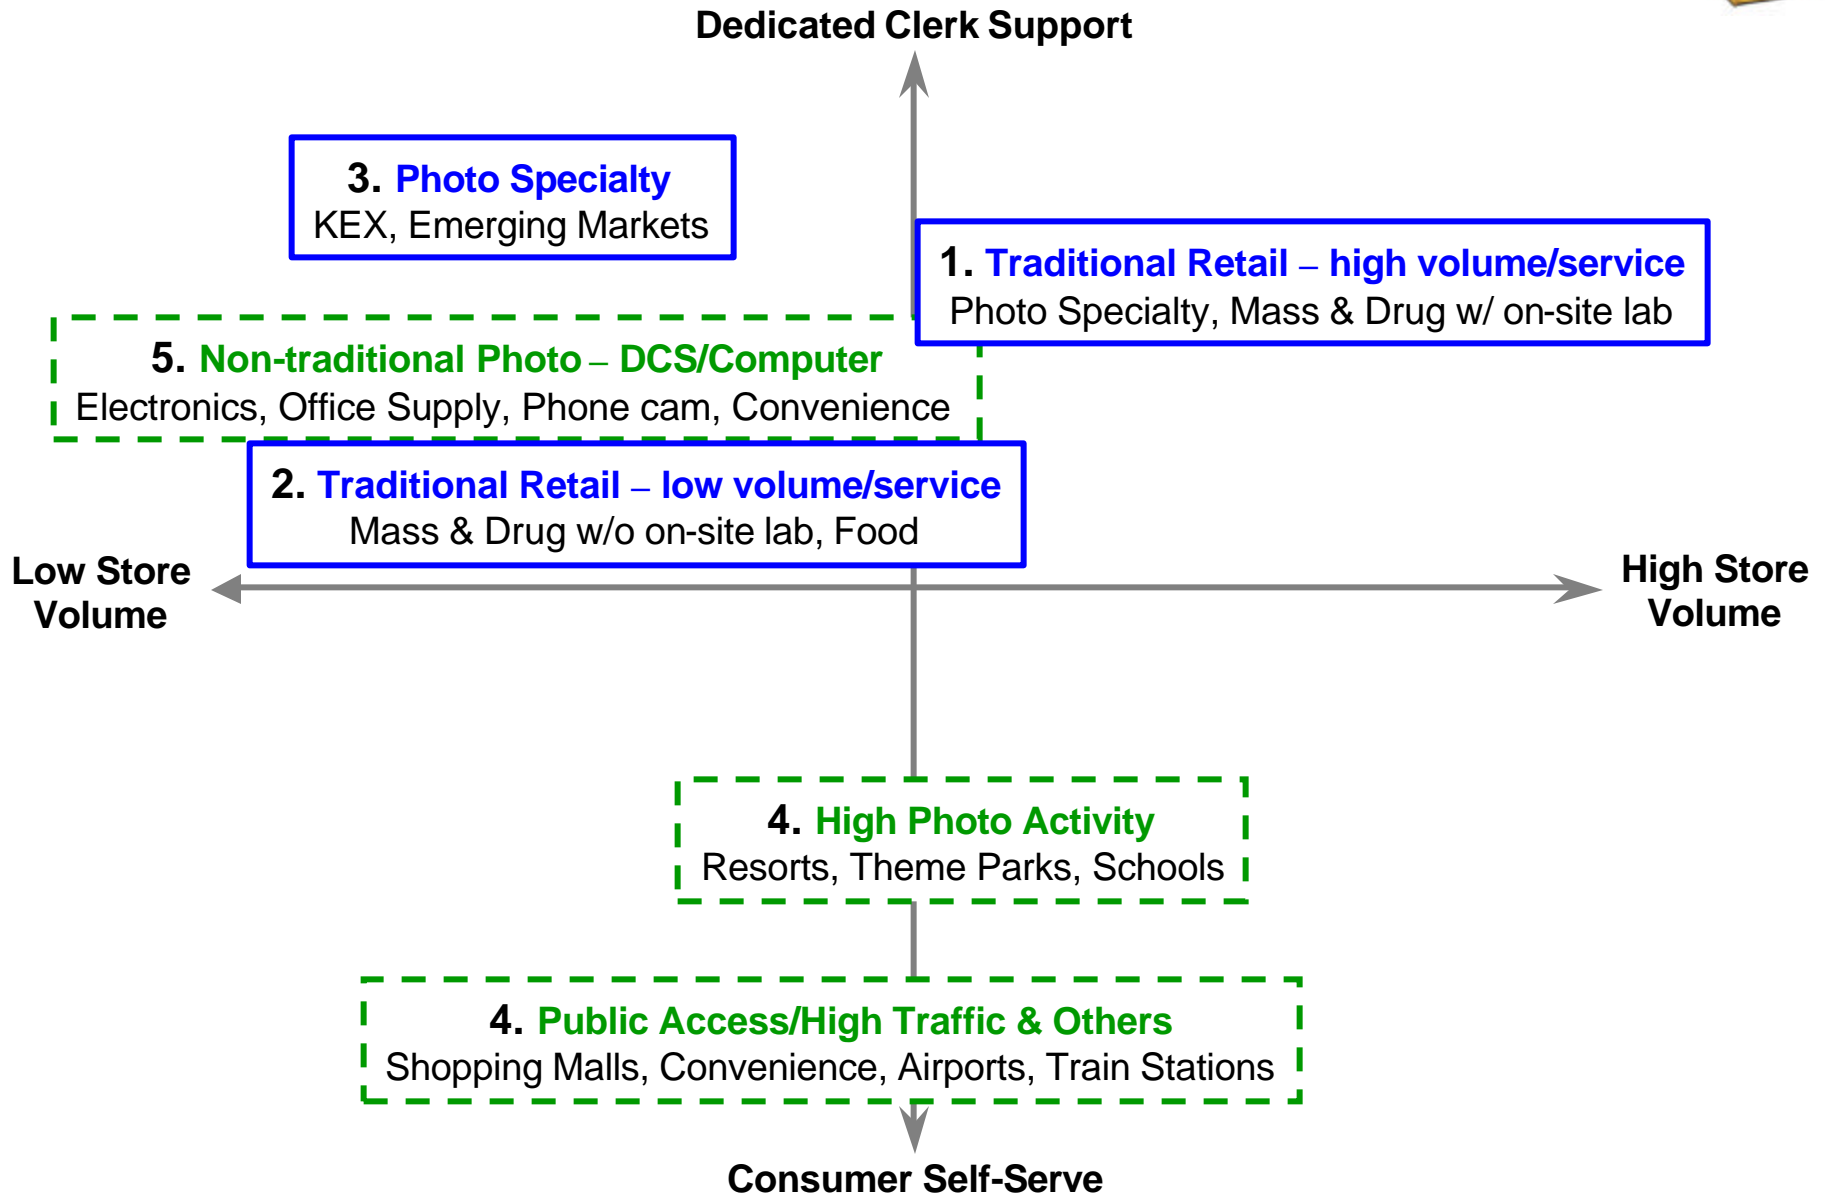 Dedicated Clerk Support
3. Photo Specialty
KEX, Emerging Markets
1. Traditional Retail – high volume/service
Photo Specialty, Mass & Drug w/ on-site lab
5. Non-traditional Photo – DCS/Computer
Electronics, Office Supply, Phone cam, Convenience
2. Traditional Retail – low volume/service
Mass & Drug w/o on-site lab, Food
Low Store
Volume
High Store
Volume
4. High Photo Activity
Resorts, Theme Parks, Schools
4. Public Access/High Traffic & Others
Shopping Malls, Convenience, Airports, Train Stations
Consumer Self-Serve